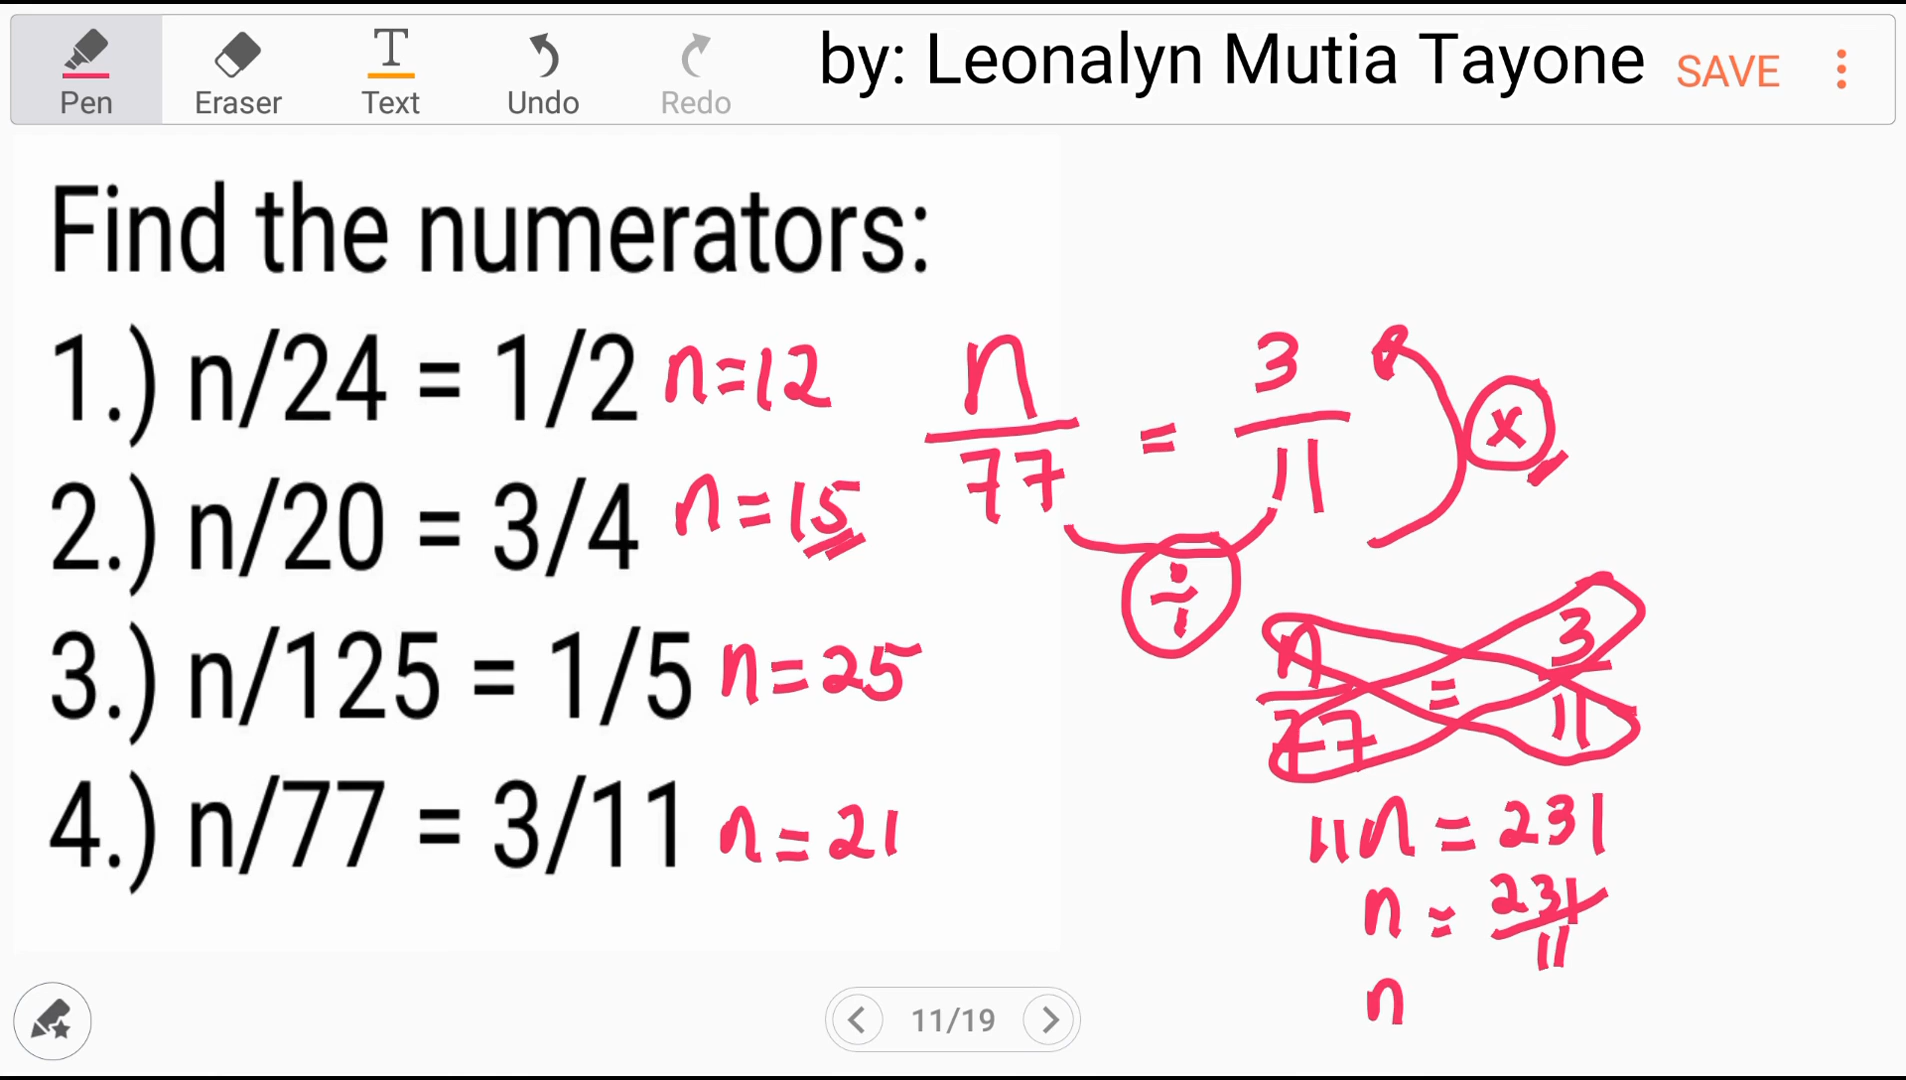 Pen Eraser Text Undo Redo by: Leonalyn Mutia Tayone SAVE
Find the numerators:
1.) n/24 = 1/2 n=12
2.) n/20 = 3/4 n=15
3.) n/125 = 1/5 n=25
4.) n/77 = 3/11 n=21
n/77 = 3/11 ×
÷
n/77 = 3/11
11n = 231
n = 231/11
n
11/19